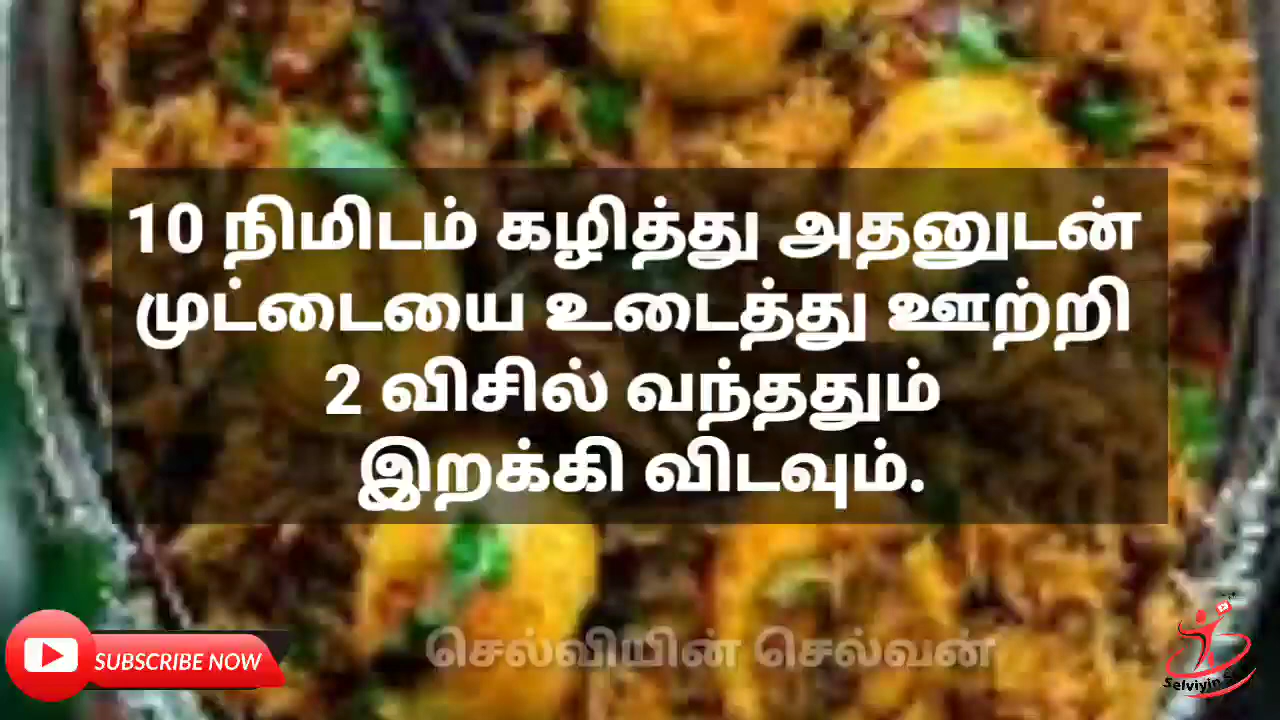 10 நிமிடம் கழித்து அதனுடன்
முட்டையை உடைத்து ஊற்றி
2 விசில் வந்ததும்
இறக்கி விடவும்.
செல்வியின் செல்வன்
SUBSCRIBE NOW
Selviyin